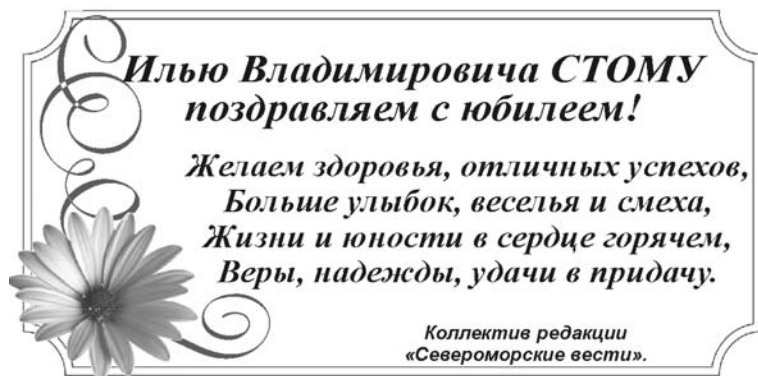 Илью Владимировича СТОМУ
поздравляем с юбилеем!
Желаем здоровья, отличных успехов,
Больше улыбок, веселья и смеха,
Жизни и юности в сердце горячем,
Веры, надежды, удачи в придачу.
Коллектив редакции
«Североморские вести».